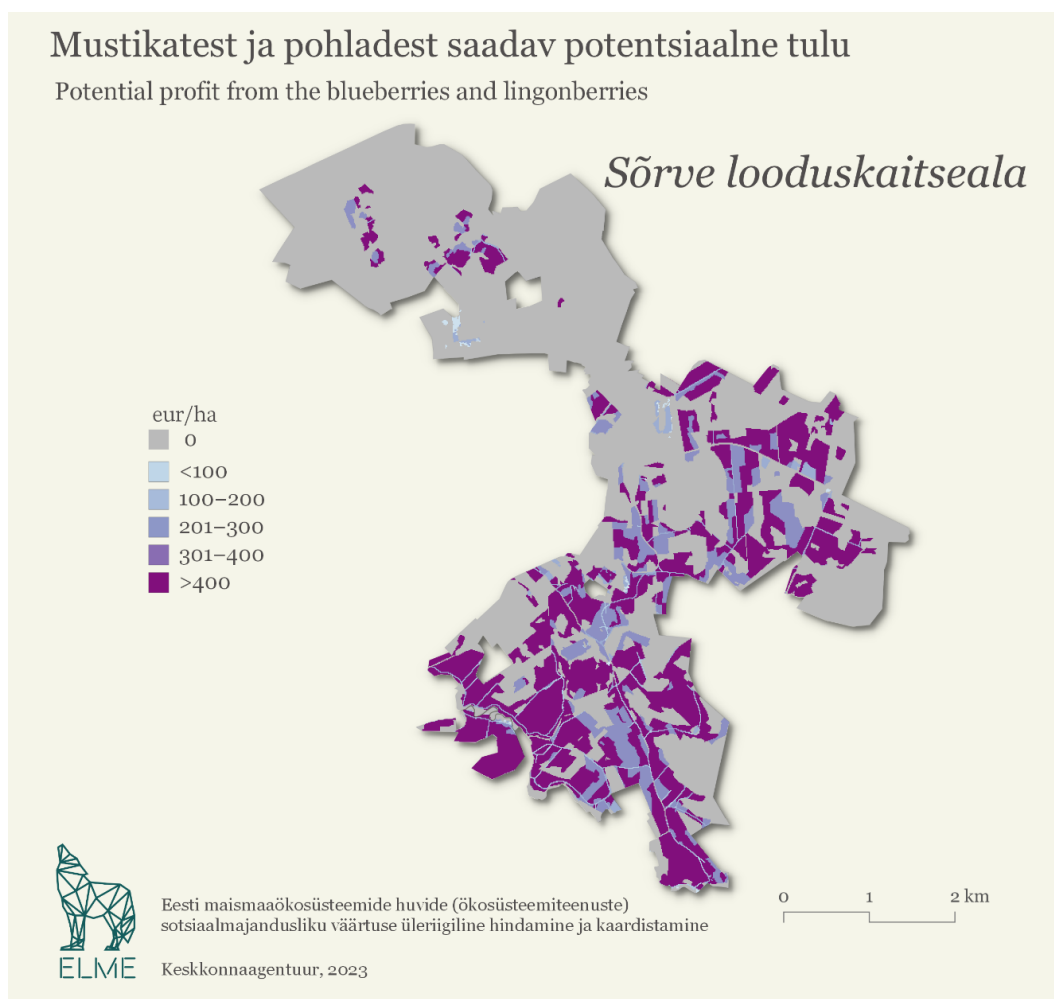 Mustikatest ja pohladest saadav potentsiaalne tulu
Potential profit from the blueberries and lingonberries
Sõrve looduskaitseala
eur/ha
0
<100
100–200
201–300
301–400
>400
0 1 2 km
Eesti maismaaökosüsteemide huvide (ökosüsteemiteenuste)
sotsiaalmajandusliku väärtuse üleriigiline hindamine ja kaardistamine
ELME
Keskkonnaagentuur, 2023